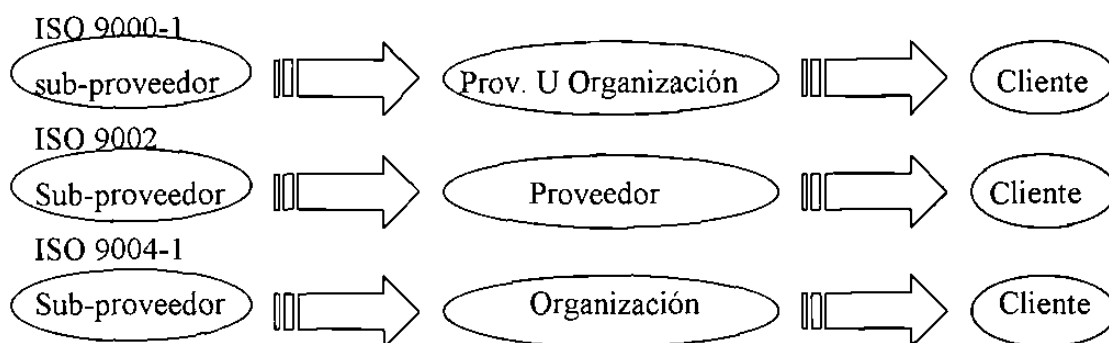 ISO 9000-1
sub-proveedor Prov. U Organización Cliente
ISO 9002
Sub-proveedor Proveedor Cliente
ISO 9004-1
Sub-proveedor Organización Cliente